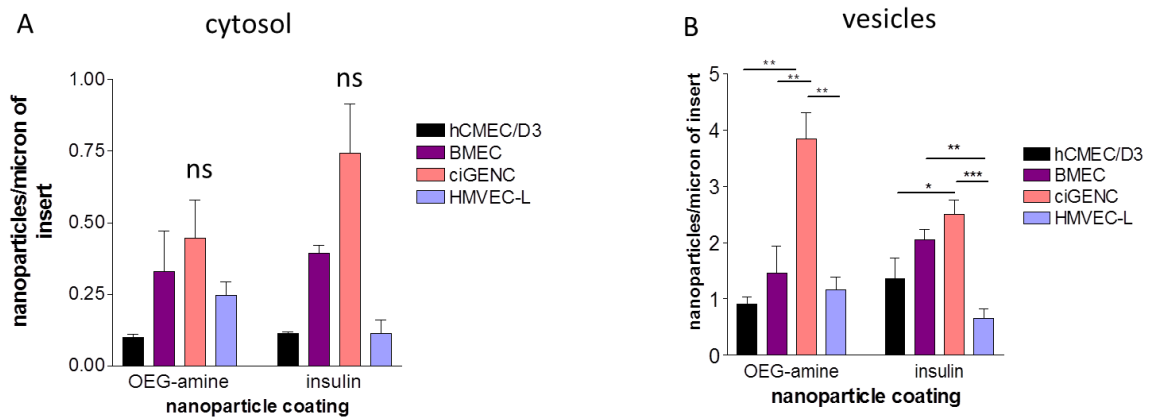 A
cytosol
nanoparticles/micron of
insert
1.00
0.75
0.50
0.25
0.00
ns
ns
hCMEC/D3
BMEC
ciGENC
HMVEC-L
OEG-amine
insulin
nanoparticle coating
B
vesicles
nanoparticles/micron of insert
5
4
3
2
1
0
**
**
**
**
***
*
hCMEC/D3
BMEC
ciGENC
HMVEC-L
OEG-amine
insulin
nanoparticle coating